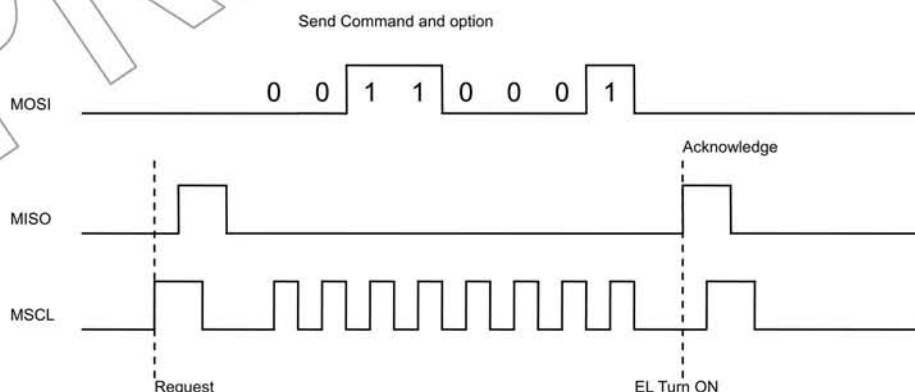 Send Command and option
MOSI 0 0 1 1 0 0 0 1
Acknowledge
MISO
MSCL
Request EL Turn ON